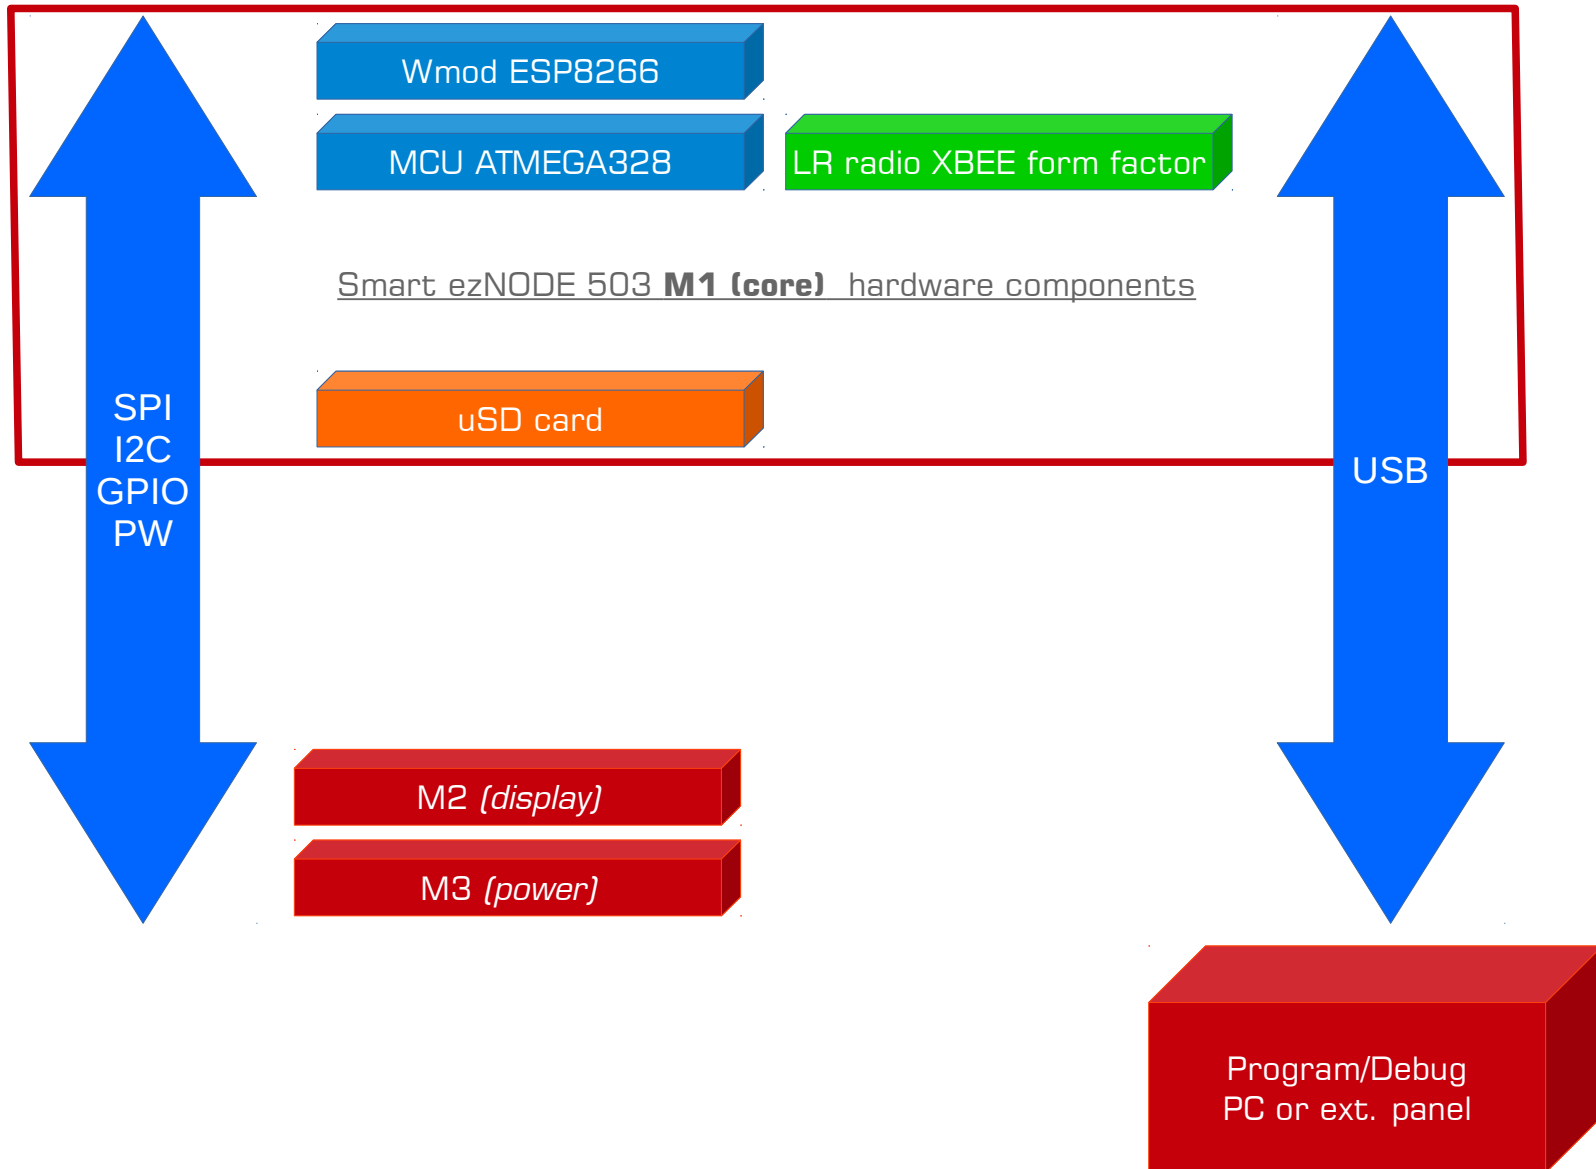 Wmod ESP8266
MCU ATMEGA328
LR radio XBEE form factor
Smart ezNODE 503 M1 (core) hardware components
uSD card
SPI
I2C
GPIO
PW
USB
M2 (display)
M3 (power)
Program/Debug
PC or ext. panel